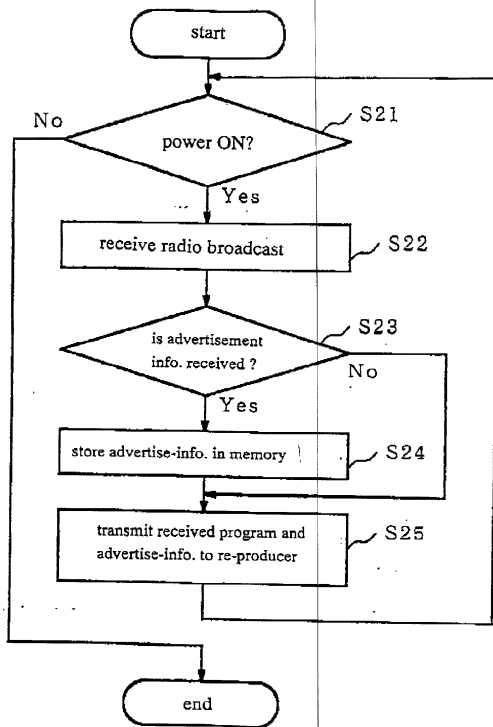 start
No
S21
power ON?
Yes
receive radio broadcast
S22
S23
is advertisement
info. received ?
No
Yes
store advertise-info. in memory
S24
transmit received program and
advertise-info. to re-producer
S25
end